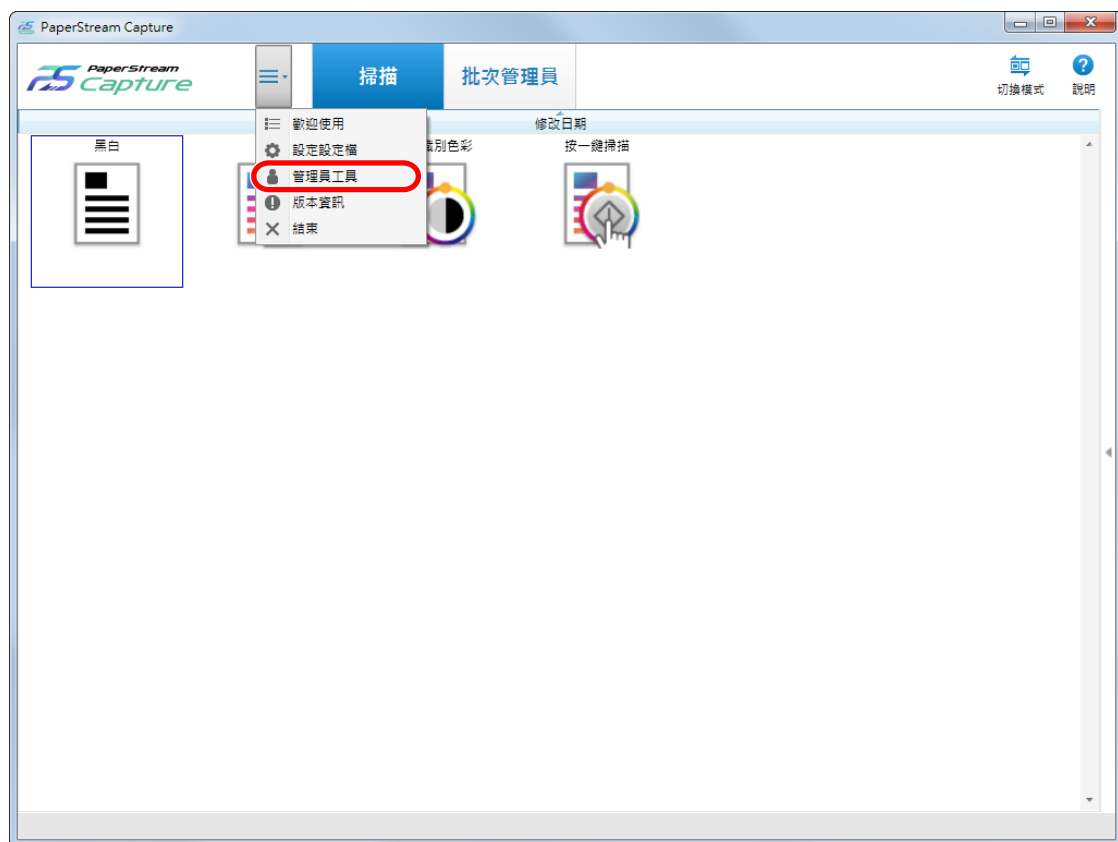 PaperStream Capture
PaperStream
Capture
掃描
批次管理員
切換模式
說明
修改日期
歡迎使用
設定設定檔
管理員工具
版本資訊
結束
黑白
識別色彩
按一鍵掃描